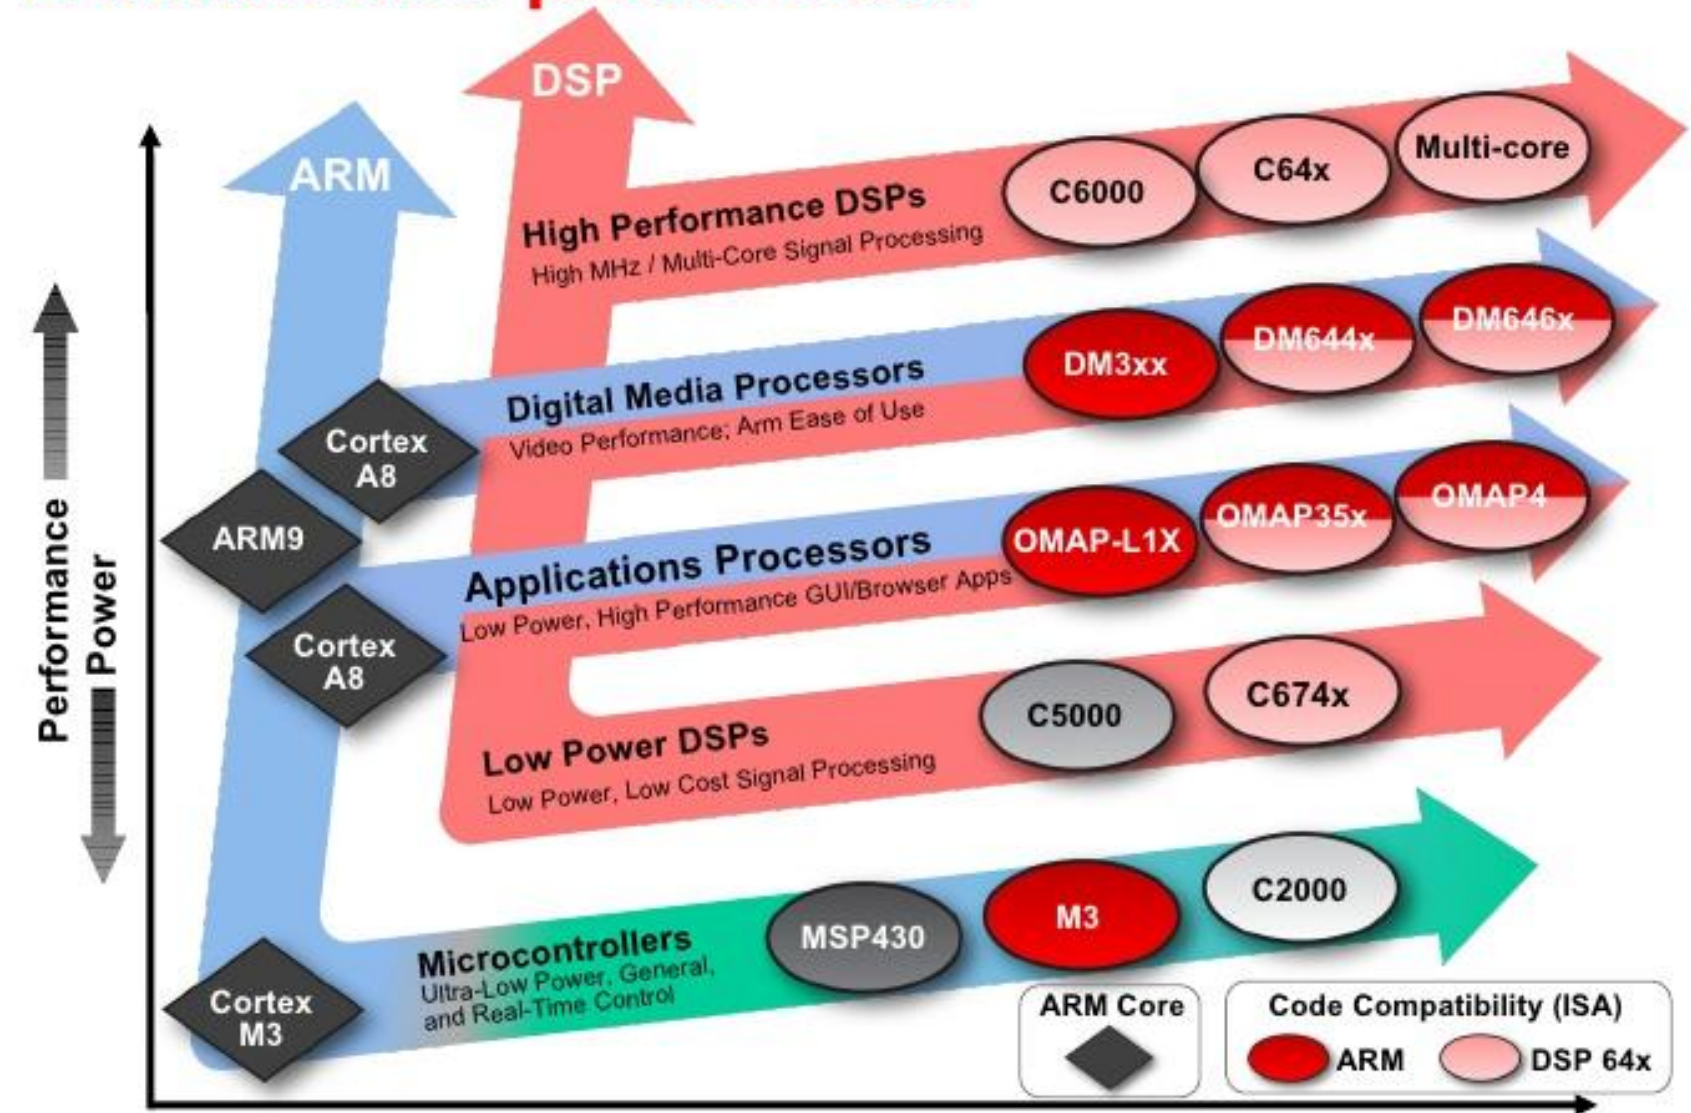 DSP
ARM
High Performance DSPs
High MHz / Multi-Core Signal Processing
C6000
C64x
Multi-core
Digital Media Processors
Video Performance; Arm Ease of Use
DM3xx
DM644x
DM646x
Cortex
A8
ARM9
Applications Processors
Low Power, High Performance GUI/Browser Apps
OMAP-L1X
OMAP35x
OMAP4
Cortex
A8
Performance
Power
Low Power DSPs
Low Power, Low Cost Signal Processing
C5000
C674x
Microcontrollers
Ultra-Low Power, General,
and Real-Time Control
MSP430
M3
C2000
Cortex
M3
ARM Core
Code Compatibility (ISA)
ARM
DSP 64x